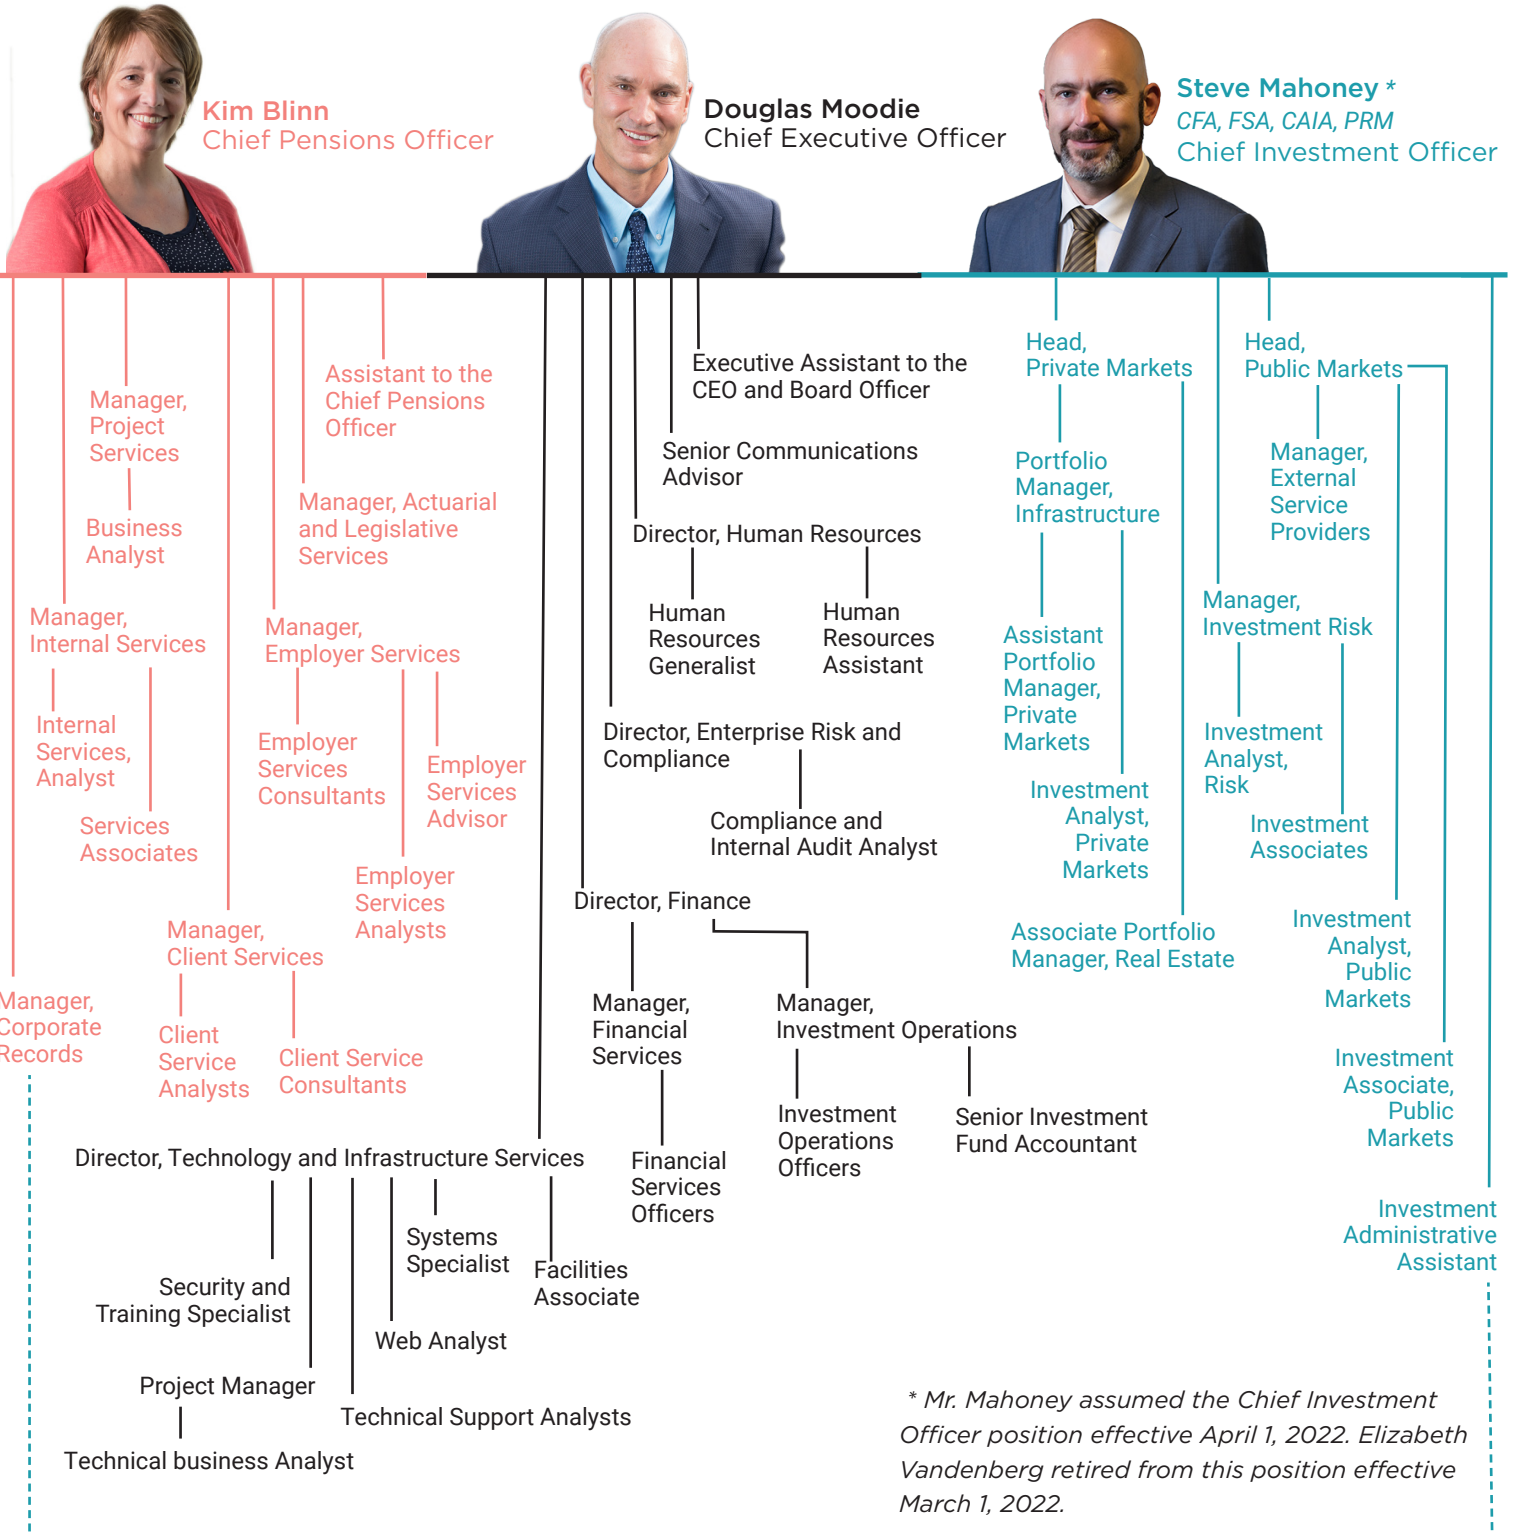 Kim Blinn
Chief Pensions Officer
Douglas Moodie
Chief Executive Officer
Steve Mahoney *
CFA, FSA, CAIA, PRM
Chief Investment Officer
Assistant to the
Chief Pensions
Officer
Manager,
Project
Services
Business
Analyst
Manager, Actuarial
and Legislative
Services
Manager,
Internal Services
Internal
Services,
Analyst
Services
Associates
Manager,
Employer Services
Employer
Services
Consultants
Employer
Services
Advisor
Employer
Services
Analysts
Manager,
Client Services
Client
Service
Analysts
Client Service
Consultants
Manager,
Corporate
Records
Executive Assistant to the
CEO and Board Officer
Senior Communications
Advisor
Director, Human Resources
Human
Resources
Generalist
Human
Resources
Assistant
Director, Enterprise Risk and
Compliance
Compliance and
Internal Audit Analyst
Director, Finance
Manager,
Financial
Services
Financial
Services
Officers
Manager,
Investment Operations
Investment
Operations
Officers
Senior Investment
Fund Accountant
Director, Technology and Infrastructure Services
Security and
Training Specialist
Project Manager
Technical business Analyst
Technical Support Analysts
Web Analyst
Systems
Specialist
Facilities
Associate
Head,
Private Markets
Portfolio
Manager,
Infrastructure
Assistant
Portfolio
Manager,
Private
Markets
Investment
Analyst,
Private
Markets
Associate Portfolio
Manager, Real Estate
Manager,
Investment Risk
Investment
Analyst,
Risk
Investment
Associates
Head,
Public Markets
Manager,
External
Service
Providers
Investment
Analyst,
Public
Markets
Investment
Associate,
Public
Markets
Investment
Administrative
Assistant
* Mr. Mahoney assumed the Chief Investment
Officer position effective April 1, 2022. Elizabeth
Vandenberg retired from this position effective
March 1, 2022.